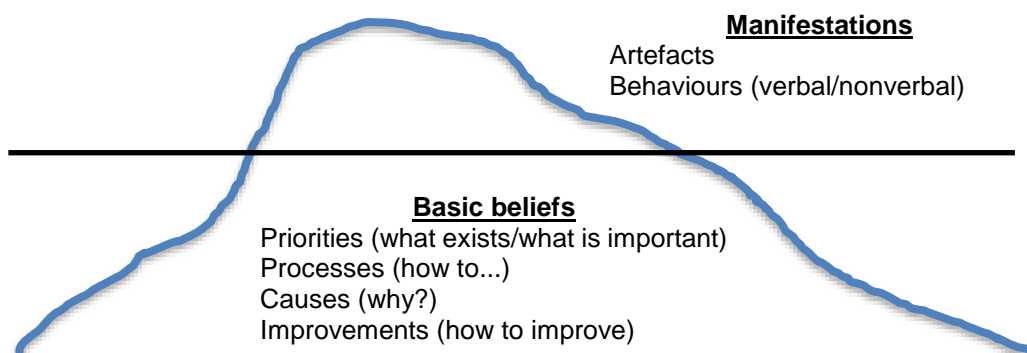 Manifestations
Artefacts
Behaviours (verbal/nonverbal)
Basic beliefs
Priorities (what exists/what is important)
Processes (how to...)
Causes (why?)
Improvements (how to improve)